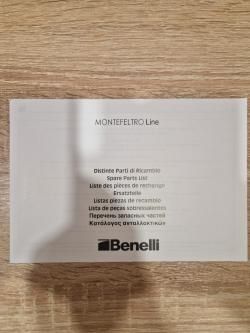 MONTEFELTRO Line
Distinte Parti di Ricambio
Spare Parts List
Liste des pièces de rechange
Ersatzteile
Listas piezas de recambio
Lista de peças sobressalentes
Перечень запасных частей
Κατάλογος ανταλλακτικών
Benelli